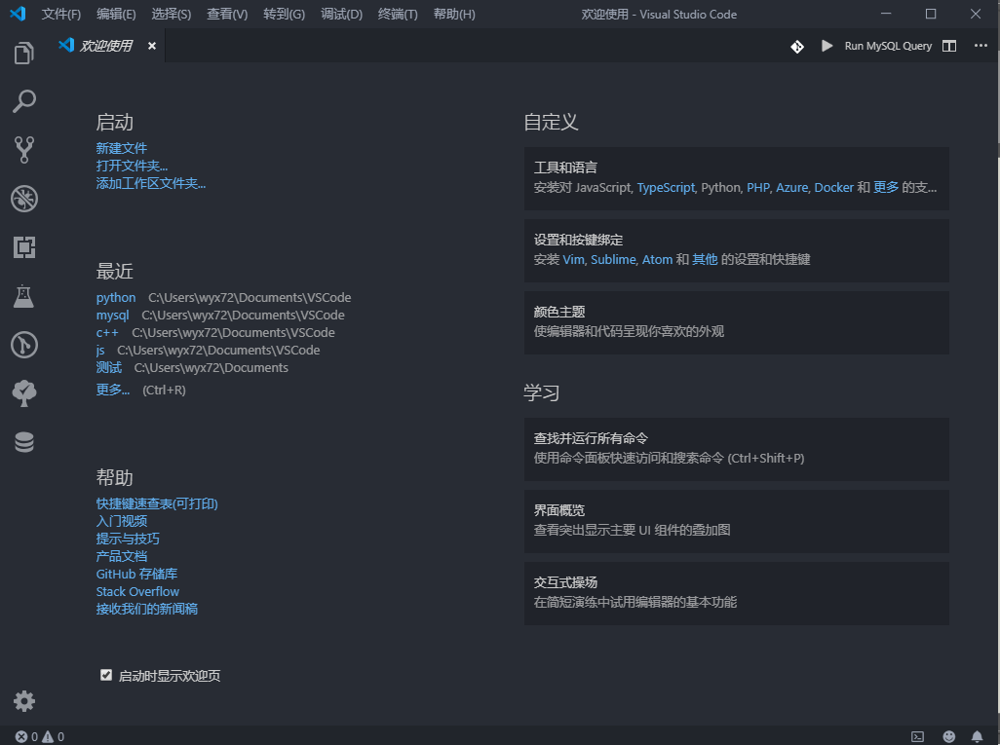 文件(F) 编辑(E) 选择(S) 查看(V) 转到(G) 调试(D) 终端(T) 帮助(H) 欢迎使用 - Visual Studio Code
欢迎使用 Run MySQL Query
启动
新建文件
打开文件夹...
添加工作区文件夹...
最近
python C:\Users\wyx72\Documents\VSCode
mysql C:\Users\wyx72\Documents\VSCode
c++ C:\Users\wyx72\Documents\VSCode
js C:\Users\wyx72\Documents\VSCode
测试 C:\Users\wyx72\Documents
更多... (Ctrl+R)
帮助
快捷键速查表(可打印)
入门视频
提示与技巧
产品文档
GitHub 存储库
Stack Overflow
接收我们的新闻稿
启动时显示欢迎页
自定义
工具和语言
安装对 JavaScript, TypeScript, Python, PHP, Azure, Docker 和 更多 的支...
设置和按键绑定
安装 Vim, Sublime, Atom 和 其他 的设置和快捷键
颜色主题
使编辑器和代码呈现你喜欢的外观
学习
查找并运行所有命令
使用命令面板快速访问和搜索命令 (Ctrl+Shift+P)
界面概览
查看突出显示主要 UI 组件的叠加图
交互式操场
在简短演练中试用编辑器的基本功能
0 0